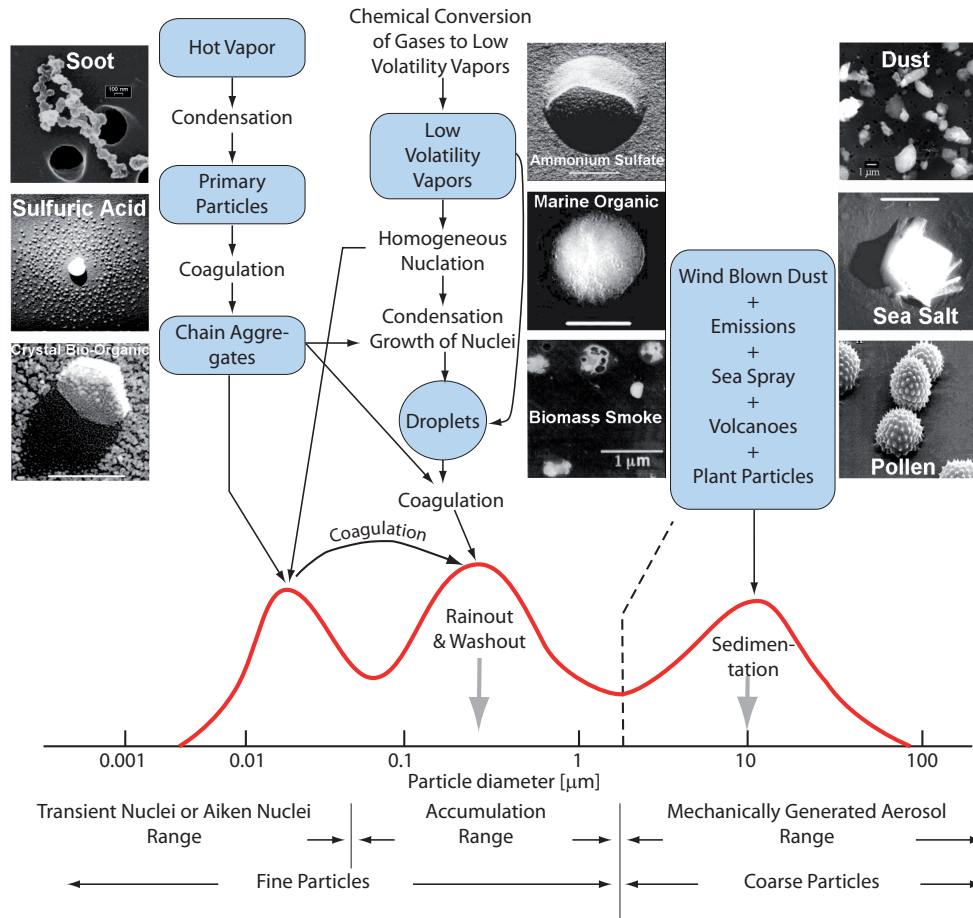 Soot
100 nm
Sulfuric Acid
Crystal Bio-Organic
Hot Vapor
Condensation
Primary
Particles
Coagulation
Chain Aggre-
gates
Chemical Conversion
of Gases to Low
Volatility Vapors
Low
Volatility
Vapors
Homogeneous
Nuclation
Condensation
Growth of Nuclei
Droplets
Coagulation
Ammonium Sulfate
Marine Organic
Biomass Smoke
1 μm
Wind Blown Dust
+
Emissions
+
Sea Spray
+
Volcanoes
+
Plant Particles
Dust
1 μm
Sea Salt
Pollen
Coagulation
Rainout
& Washout
Sedimen-
tation
0.001 0.01 0.1 1 10 100
Particle diameter [μm]
Transient Nuclei or Aiken Nuclei
Range
Accumulation
Range
Mechanically Generated Aerosol
Range
Fine Particles
Coarse Particles